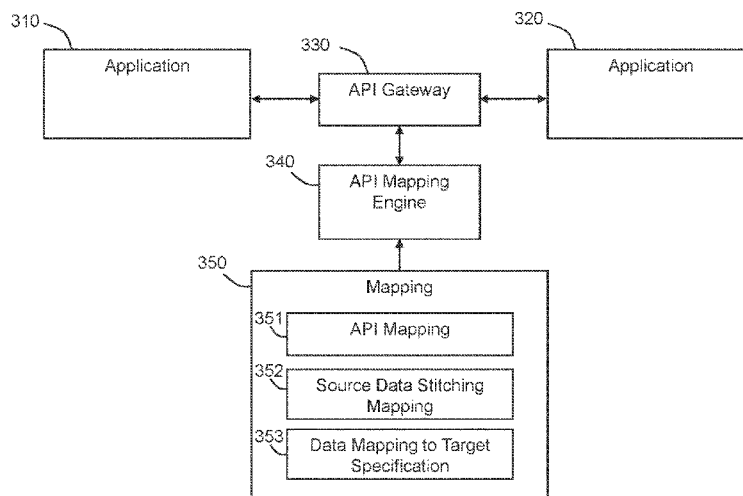 310
320
330
Application
API Gateway
Application
340
API Mapping
Engine
350
Mapping
351
API Mapping
352
Source Data Stitching
Mapping
353
Data Mapping to Target
Specification